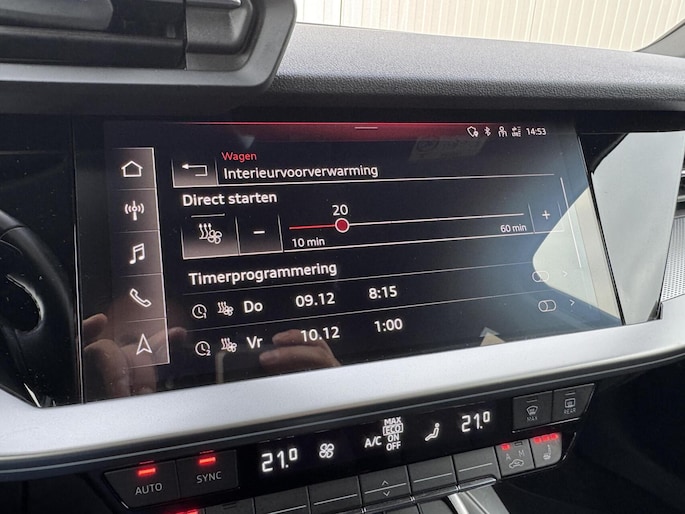 14:53
Wagen
Interieurvoorverwarming
Direct starten
20
10 min
60 min
Timerprogrammering
Do 09.12 8:15
Vr 10.12 1:00
MAX
REAR
21.0
A/C
MAX
ECO
ON
OFF
21.0
AUTO
SYNC
A M